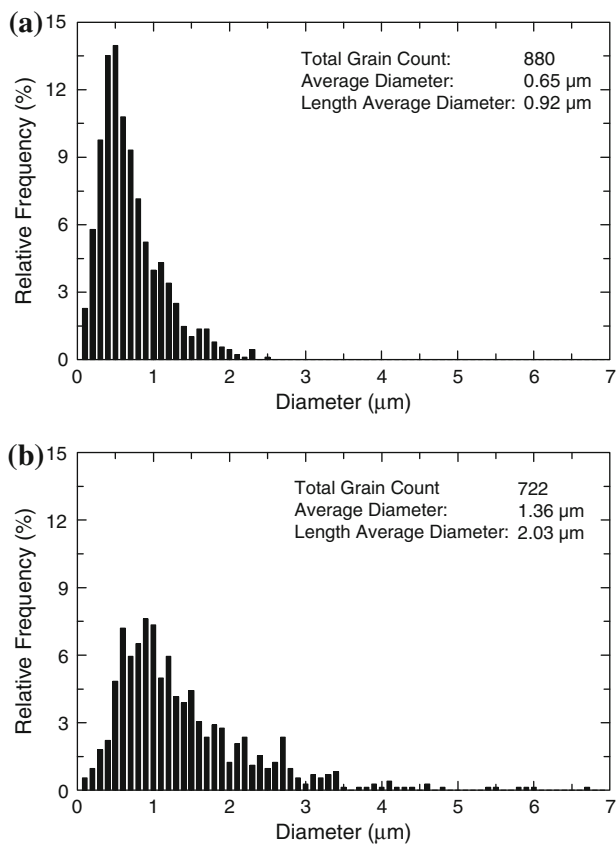 (a)
15
12
9
6
3
0
Relative Frequency (%)
Total Grain Count: 880
Average Diameter: 0.65 μm
Length Average Diameter: 0.92 μm
0 1 2 3 4 5 6 7
Diameter (μm)
(b)
15
12
9
6
3
0
Relative Frequency (%)
Total Grain Count 722
Average Diameter: 1.36 μm
Length Average Diameter: 2.03 μm
0 1 2 3 4 5 6 7
Diameter (μm)